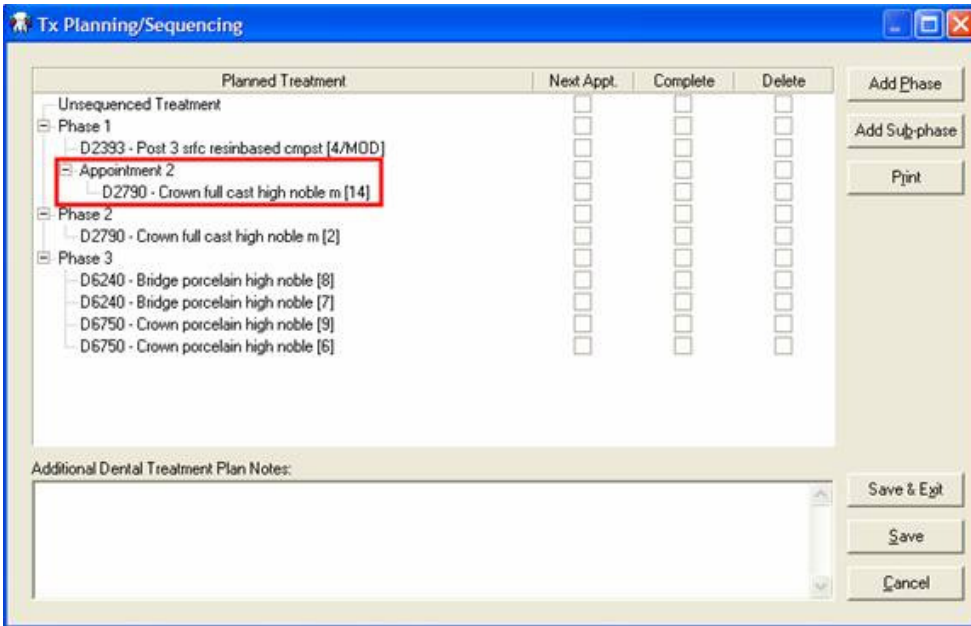 Tx Planning/Sequencing
Planned Treatment Next Appt. Complete Delete
Add Phase
Unsequenced Treatment
Phase 1
Add Sub-phase
D2393 - Post 3 srfc resinbased cmpst [4/MOD]
Appointment 2
Print
D2790 - Crown full cast high noble m [14]
Phase 2
D2790 - Crown full cast high noble m [2]
Phase 3
D6240 - Bridge porcelain high noble [8]
D6240 - Bridge porcelain high noble [7]
D6750 - Crown porcelain high noble [9]
D6750 - Crown porcelain high noble [6]
Additional Dental Treatment Plan Notes:
Save & Exit
Save
Cancel